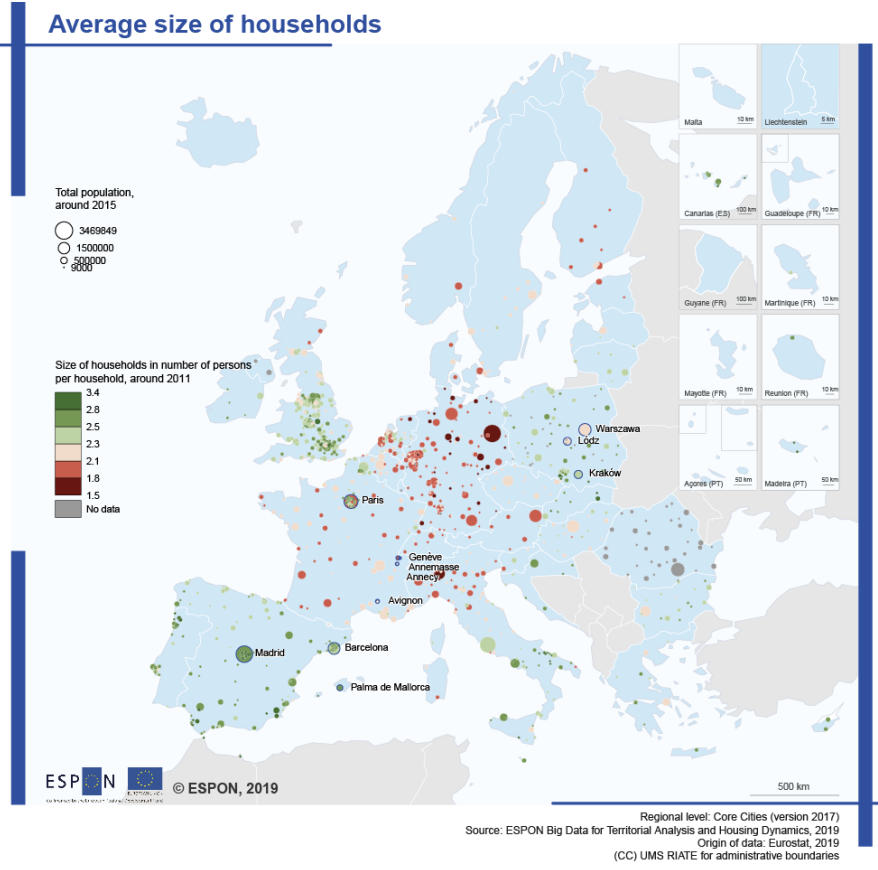 Average size of households
Total population,
around 2015
3469849
1500000
500000
9000
Size of households in number of persons
per household, around 2011
3.4
2.8
2.5
2.3
2.1
1.8
1.5
No data
Malta
10 km
Liechtenstein
5 km
Canarias (ES)
100 km
Guadeloupe (FR)
10 km
Guyane (FR)
100 km
Martinique (FR)
10 km
Mayotte (FR)
10 km
Reunion (FR)
10 km
Açores (PT)
50 km
Madeira (PT)
50 km
Warszawa
Łódz
Kraków
Paris
Genève
Annemasse
Annecy
Avignon
Madrid
Barcelona
Palma de Mallorca
ESPON
© ESPON, 2019
500 km
Regional level: Core Cities (version 2017)
Source: ESPON Big Data for Territorial Analysis and Housing Dynamics, 2019
Origin of data: Eurostat, 2019
(CC) UMS RIATE for administrative boundaries